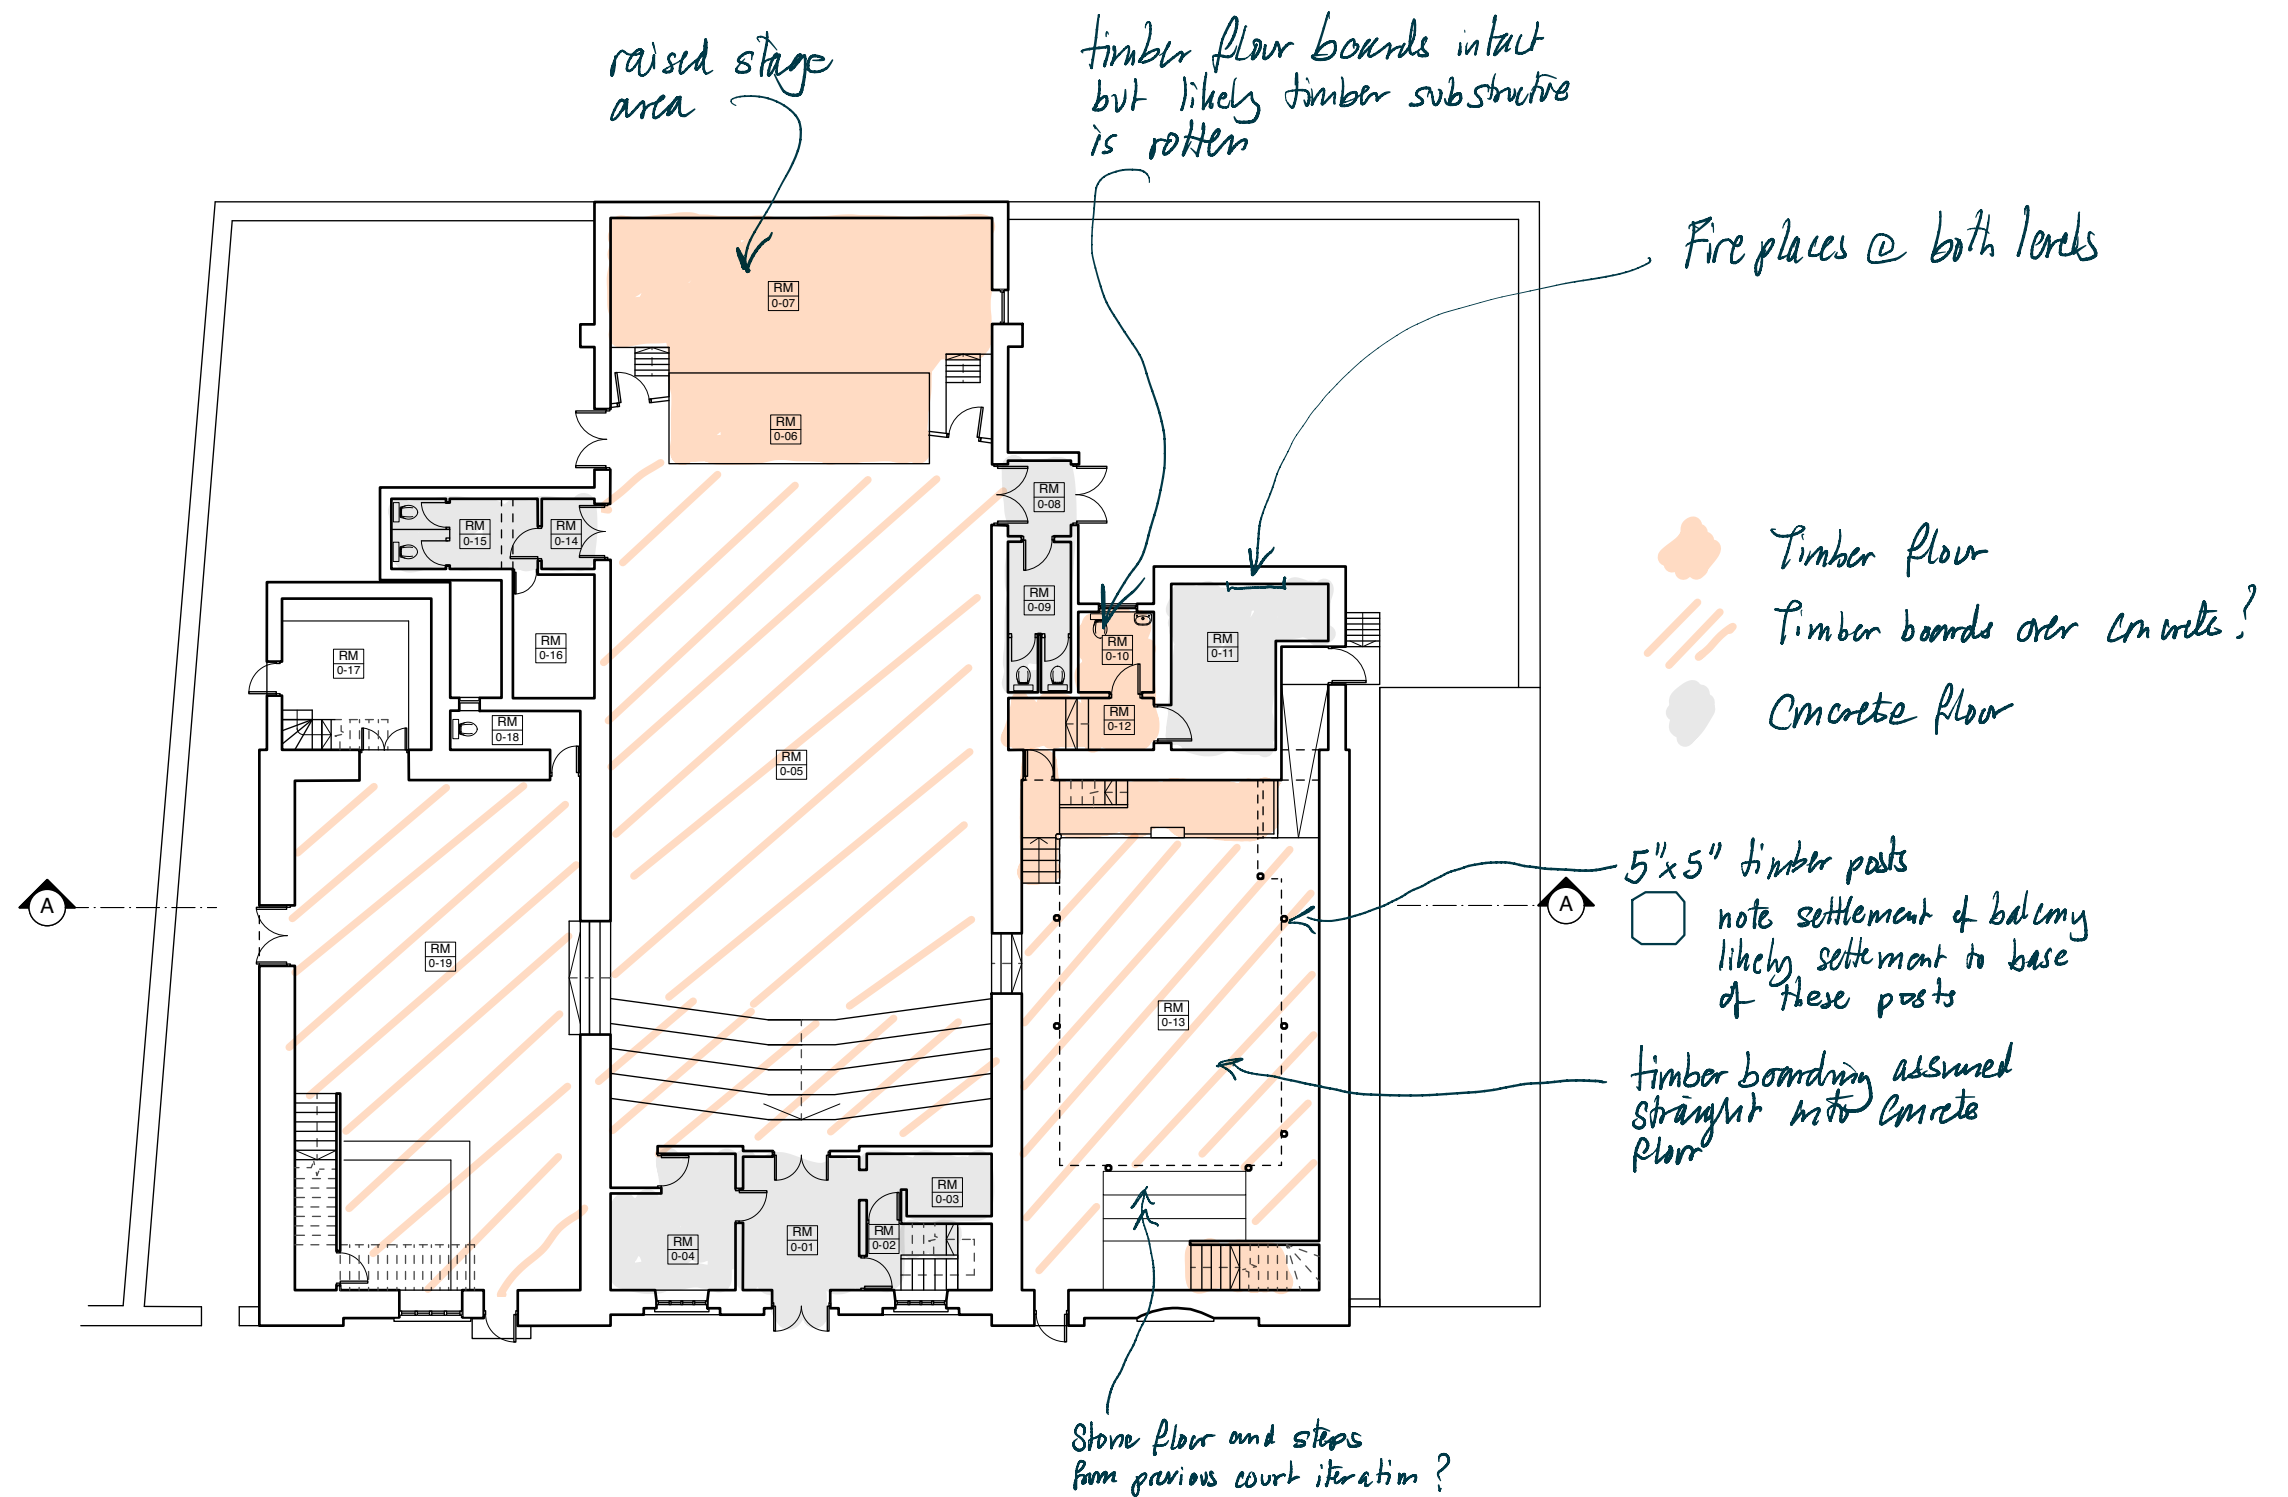 raised stage
area
timber floor boards intact
but likely timber substructure
is rotten
Fireplaces @ both levels
RM
0-07
RM
0-06
RM
0-08
RM
0-15
RM
0-14
RM
0-09
RM
0-10
RM
0-11
RM
0-16
RM
0-17
RM
0-18
RM
0-12
RM
0-05
Timber floor
Timber boards over concrete?
Concrete floor
A
A
5"x5" timber posts
note settlement of balcony
likely settlement to base
of these posts
RM
0-19
RM
0-13
timber boarding assumed
straight onto concrete
floor
RM
0-03
RM
0-04
RM
0-01
RM
0-02
Stone floor and steps
from previous court iteration?